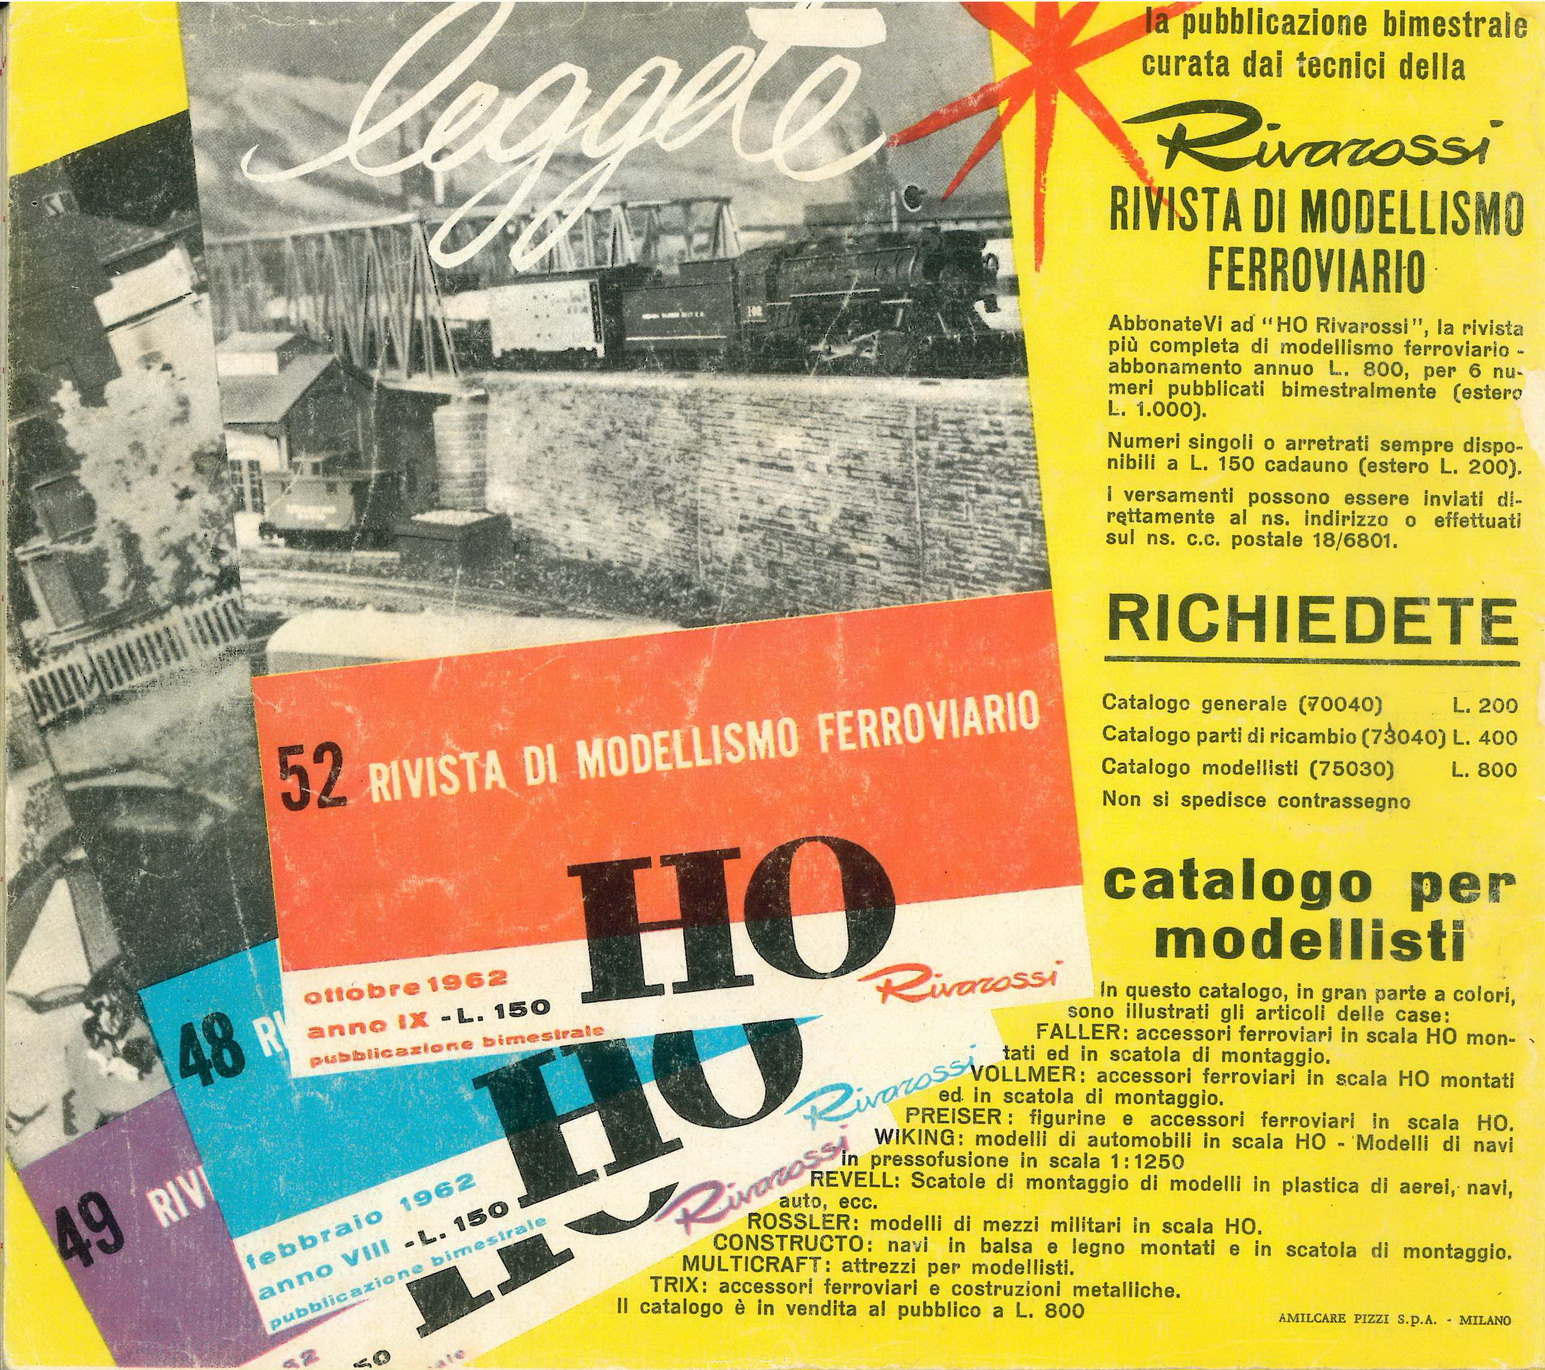 leggete
la pubblicazione bimestrale
curata dai tecnici della
Rivarossi
RIVISTA DI MODELLISMO
FERROVIARIO
AbbonateVi ad "HO Rivarossi", la rivista
più completa di modellismo ferroviario -
abbonamento annuo L. 800, per 6 nu-
meri pubblicati bimestralmente (estero
L. 1.000).
Numeri singoli o arretrati sempre dispo-
nibili a L. 150 cadauno (estero L. 200).
I versamenti possono essere inviati di-
rettamente al ns. indirizzo o effettuati
sul ns. c.c. postale 18/6801.
RICHIEDETE
Catalogo generale (70040) L. 200
Catalogo parti di ricambio (73040) L. 400
Catalogo modellisti (75030) L. 800
Non si spedisce contrassegno
catalogo per
modellisti
In questo catalogo, in gran parte a colori,
sono illustrati gli articoli delle case:
FALLER: accessori ferroviari in scala HO mon-
tati ed in scatola di montaggio.
VOLLMER: accessori ferroviari in scala HO montati
ed in scatola di montaggio.
PREISER: figurine e accessori ferroviari in scala HO.
WIKING: modelli di automobili in scala HO - Modelli di navi
in pressofusione in scala 1:1250
REVELL: Scatole di montaggio di modelli in plastica di aerei, navi,
auto, ecc.
ROSSLER: modelli di mezzi militari in scala HO.
CONSTRUCTO: navi in balsa e legno montati e in scatola di montaggio.
MULTICRAFT: attrezzi per modellisti.
TRIX: accessori ferroviari e costruzioni metalliche.
Il catalogo è in vendita al pubblico a L. 800
AMILCARE PIZZI S.p.A. - MILANO
52 RIVISTA DI MODELLISMO FERROVIARIO
HO
Rivarossi
ottobre 1962
anno IX - L. 150
pubblicazione bimestrale
48 RI
HO
Rivarossi
febbraio 1962
anno VIII - L. 150
pubblicazione bimestrale
49 RIVI
HO
Rivarossi
62
50